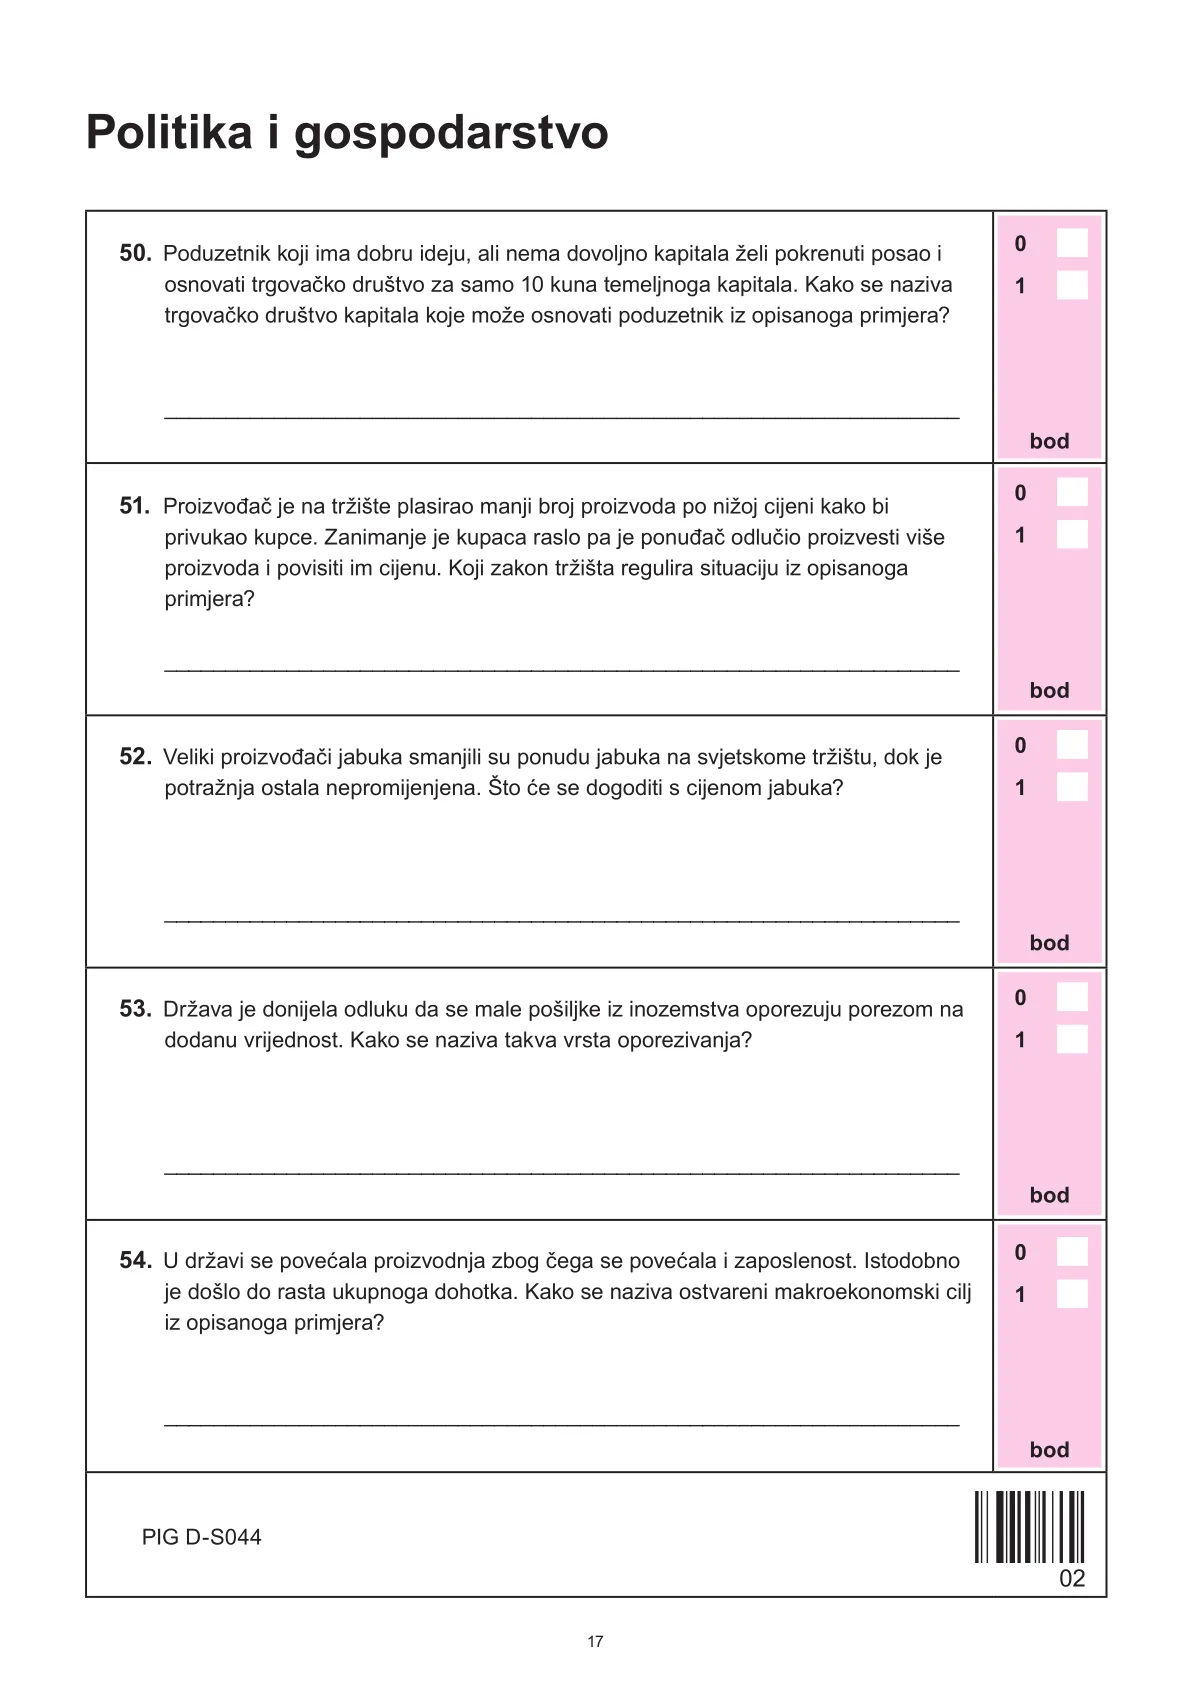 Politika i gospodarstvo
50. Poduzetnik koji ima dobru ideju, ali nema dovoljno kapitala želi pokrenuti posao i
osnovati trgovačko društvo za samo 10 kuna temeljnoga kapitala. Kako se naziva
trgovačko društvo kapitala koje može osnovati poduzetnik iz opisanoga primjera?
0
1
bod
51. Proizvođač je na tržište plasirao manji broj proizvoda po nižoj cijeni kako bi
privukao kupce. Zanimanje je kupaca raslo pa je ponuđač odlučio proizvesti više
proizvoda i povisiti im cijenu. Koji zakon tržišta regulira situaciju iz opisanoga
primjera?
0
1
bod
52. Veliki proizvođači jabuka smanjili su ponudu jabuka na svjetskome tržištu, dok je
potražnja ostala nepromijenjena. Što će se dogoditi s cijenom jabuka?
0
1
bod
53. Država je donijela odluku da se male pošiljke iz inozemstva oporezuju porezom na
dodanu vrijednost. Kako se naziva takva vrsta oporezivanja?
0
1
bod
54. U državi se povećala proizvodnja zbog čega se povećala i zaposlenost. Istodobno
je došlo do rasta ukupnoga dohotka. Kako se naziva ostvareni makroekonomski cilj
iz opisanoga primjera?
0
1
bod
PIG D-S044
02
17